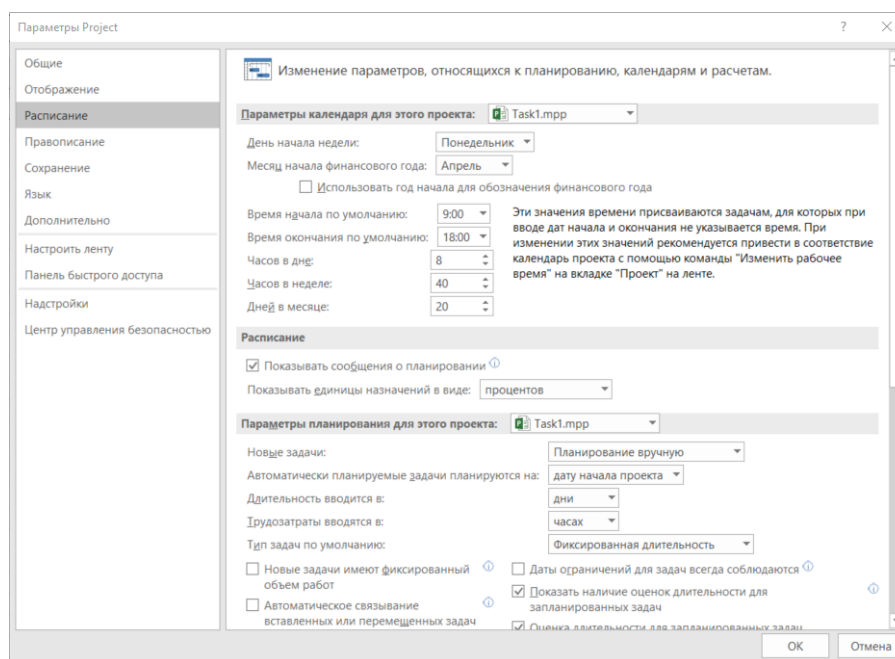 Параметры Project
?
Общие
Отображение
Расписание
Правописание
Сохранение
Язык
Дополнительно
Настроить ленту
Панель быстрого доступа
Надстройки
Центр управления безопасностью
Изменение параметров, относящихся к планированию, календарям и расчетам.
Параметры календаря для этого проекта: Task1.mpp
День начала недели: Понедельник
Месяц начала финансового года: Апрель
Использовать год начала для обозначения финансового года
Время начала по умолчанию: 9:00
Время окончания по умолчанию: 18:00
Часов в дне: 8
Часов в неделе: 40
Дней в месяце: 20
Эти значения времени присваиваются задачам, для которых при
вводе дат начала и окончания не указывается время. При
изменении этих значений рекомендуется привести в соответствие
календарь проекта с помощью команды "Изменить рабочее
время" на вкладке "Проект" на ленте.
Расписание
Показывать сообщения о планировании
Показывать единицы назначений в виде: процентов
Параметры планирования для этого проекта: Task1.mpp
Новые задачи: Планирование вручную
Автоматически планируемые задачи планируются на: дату начала проекта
Длительность вводится в: дни
Трудозатраты вводятся в: часах
Тип задач по умолчанию: Фиксированная длительность
Новые задачи имеют фиксированный
объем работ
Автоматическое связывание
вставленных или перемещенных задач
Даты ограничений для задач всегда соблюдаются
Показать наличие оценок длительности для
запланированных задач
Оценка длительности для запланированных задач
ОК
Отмена